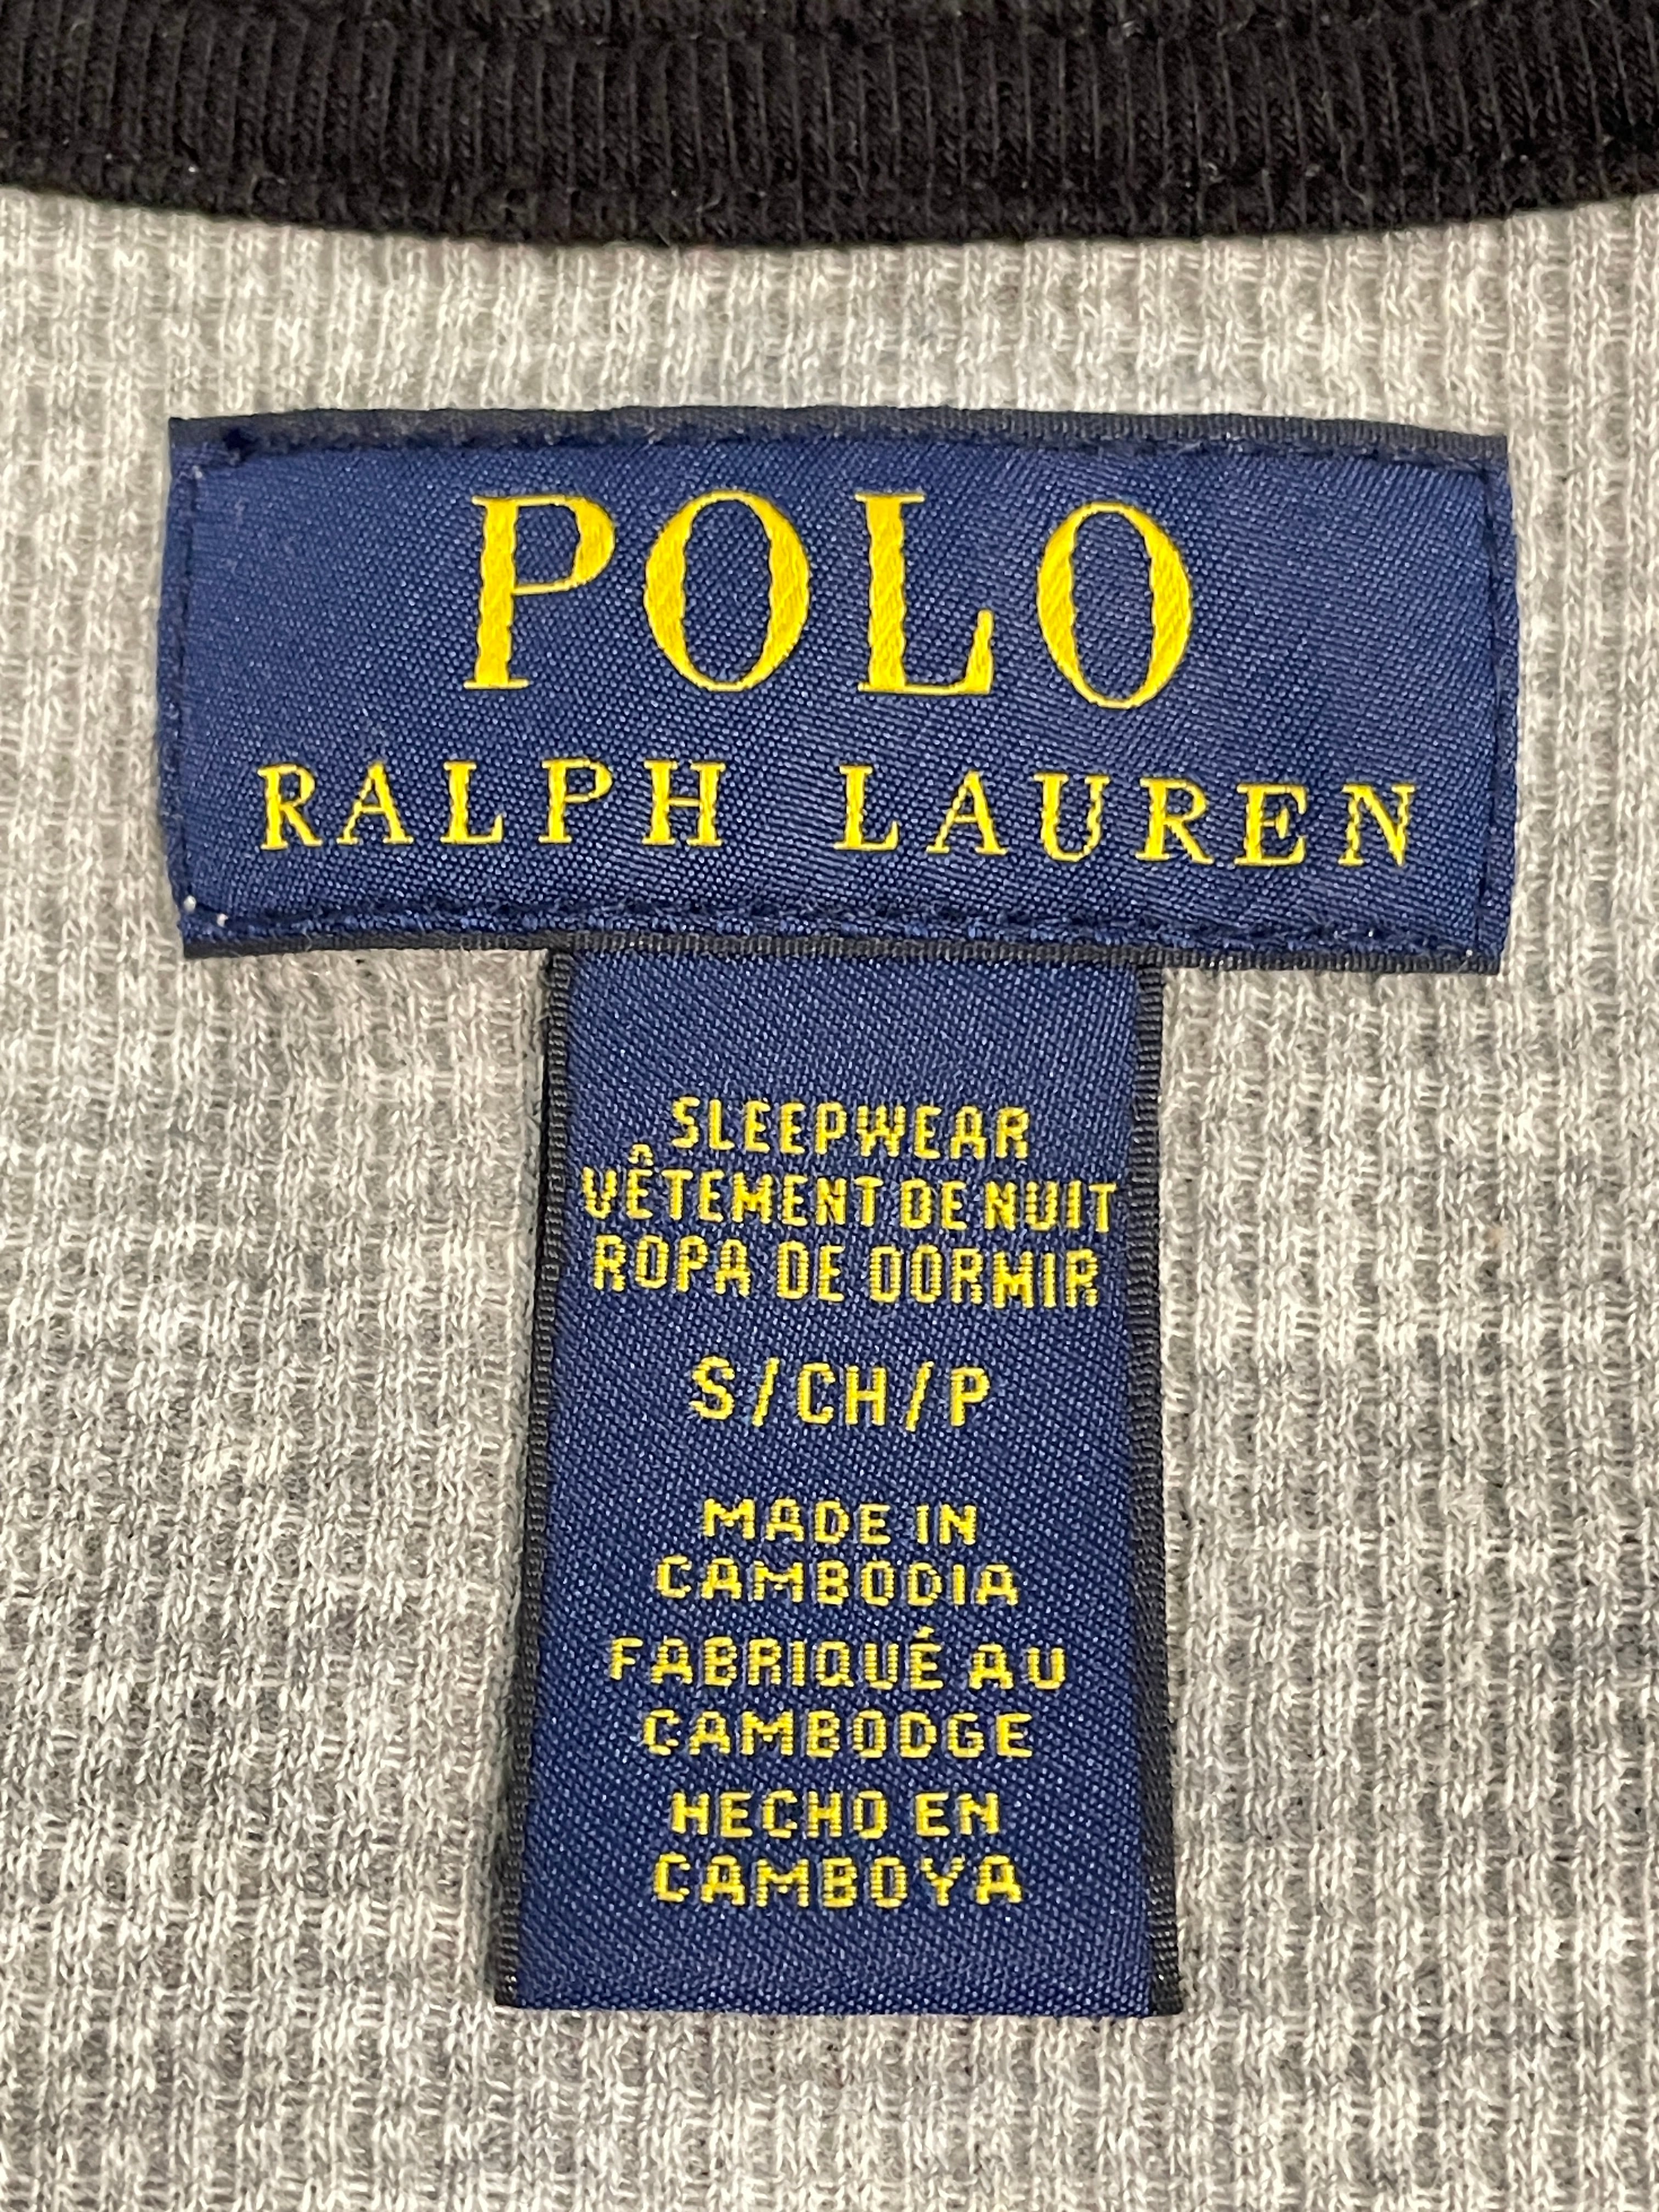 POLO
RALPH LAUREN
SLEEPWEAR
VÊTEMENT DE NUIT
ROPA DE DORMIR
S/CH/P
MADE IN
CAMBODIA
FABRIQUÉ AU
CAMBODGE
HECHO EN
CAMBOYA